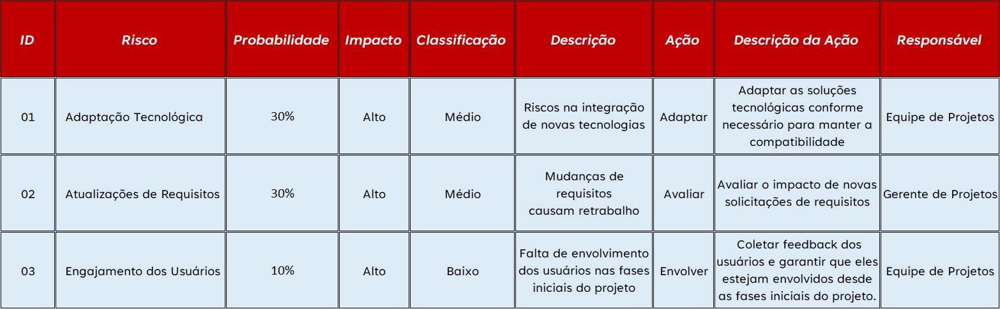 ID Risco Probabilidade Impacto Classificação Descrição Ação Descrição da Ação Responsável
01 Adaptação Tecnológica 30% Alto Médio
Riscos na integração
de novas tecnologias
Adaptar
Adaptar as soluções
tecnológicas conforme
necessário para manter a
compatibilidade
Equipe de Projetos
02 Atualizações de Requisitos 30% Alto Médio
Mudanças de
requisitos
causam retrabalho
Avaliar
Avaliar o impacto de novas
solicitações de requisitos
Gerente de Projetos
03 Engajamento dos Usuários 10% Alto Baixo
Falta de envolvimento
dos usuários nas fases
iniciais do projeto
Envolver
Coletar feedback dos
usuários e garantir que eles
estejam envolvidos desde
as fases iniciais do projeto.
Equipe de Projetos